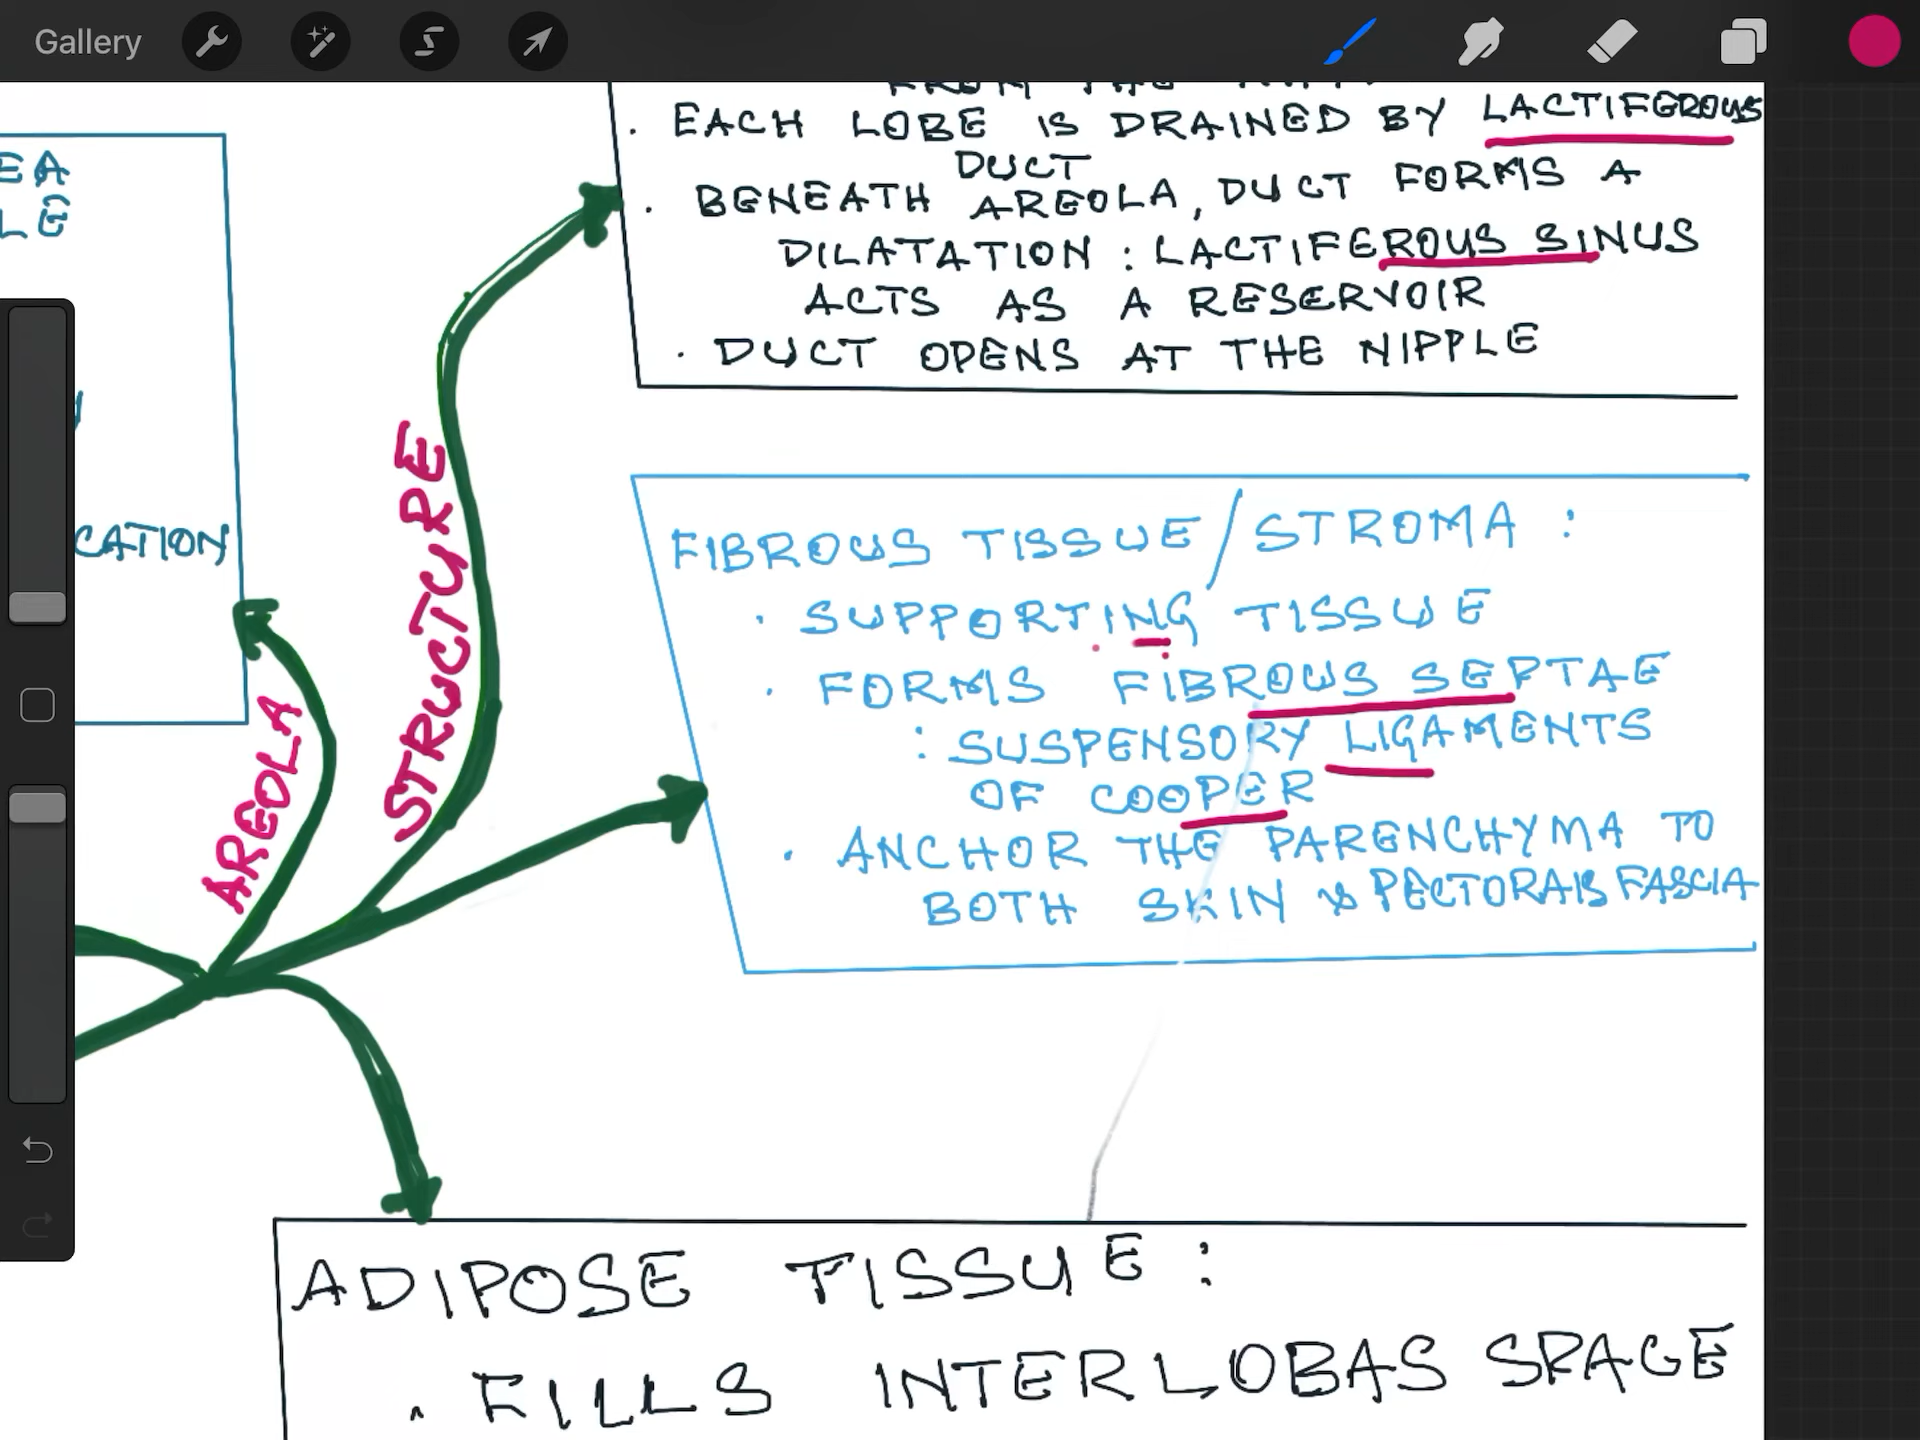 Gallery
EACH LOBE IS DRAINED BY LACTIFEROUS
DUCT
BENEATH AREOLA, DUCT FORMS A
DILATATION : LACTIFEROUS SINUS
ACTS AS A RESERVOIR
DUCT OPENS AT THE NIPPLE
EA
LE
CATION
AREOLA
STRUCTURE
FIBROUS TISSUE / STROMA :
. SUPPORTING TISSUE
. FORMS FIBROUS SEPTAE
: SUSPENSORY LIGAMENTS
OF COOPER
. ANCHOR THE PARENCHYMA TO
BOTH SKIN & PECTORALIS FASCIA
ADIPOSE TISSUE :
. FILLS INTERLOBAS SPACE